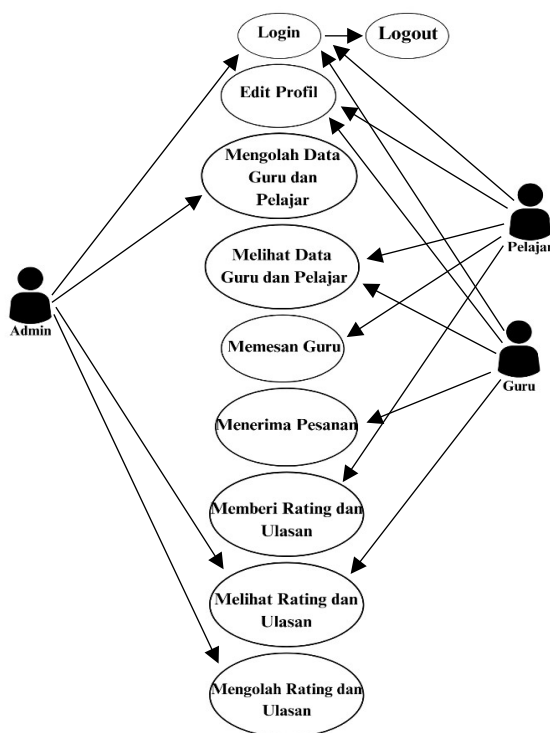 Login
Logout
Edit Profil
Mengolah Data
Guru dan
Pelajar
Pelajar
Melihat Data
Guru dan Pelajar
Admin
Memesan Guru
Guru
Menerima Pesanan
Memberi Rating dan
Ulasan
Melihat Rating dan
Ulasan
Mengolah Rating dan
Ulasan